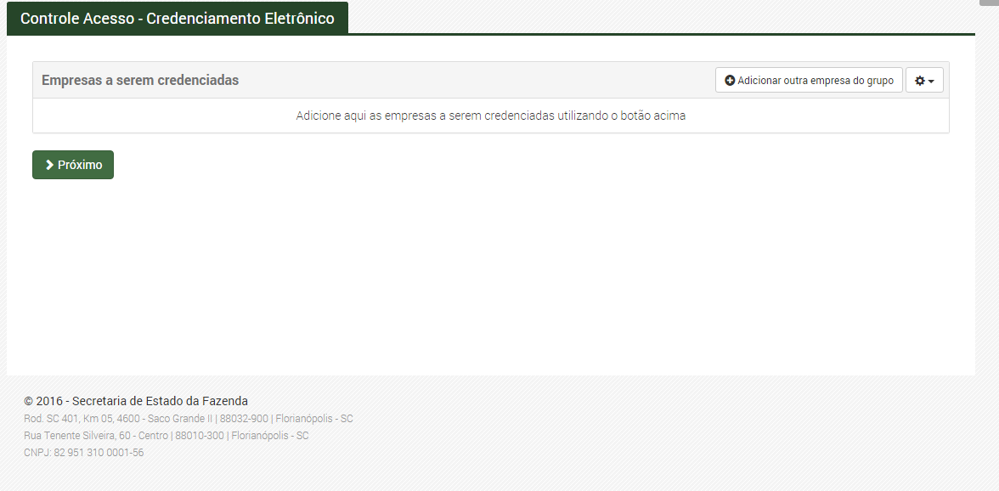 Controle Acesso - Credenciamento Eletrônico
Empresas a serem credenciadas
Adicionar outra empresa do grupo
Adicione aqui as empresas a serem credenciadas utilizando o botão acima
Próximo
© 2016 - Secretaria de Estado da Fazenda
Rod. SC 401, Km 05, 4600 - Saco Grande II | 88032-900 | Florianópolis - SC
Rua Tenente Silveira, 60 - Centro | 88010-300 | Florianópolis - SC
CNPJ: 82 951 310 0001-56